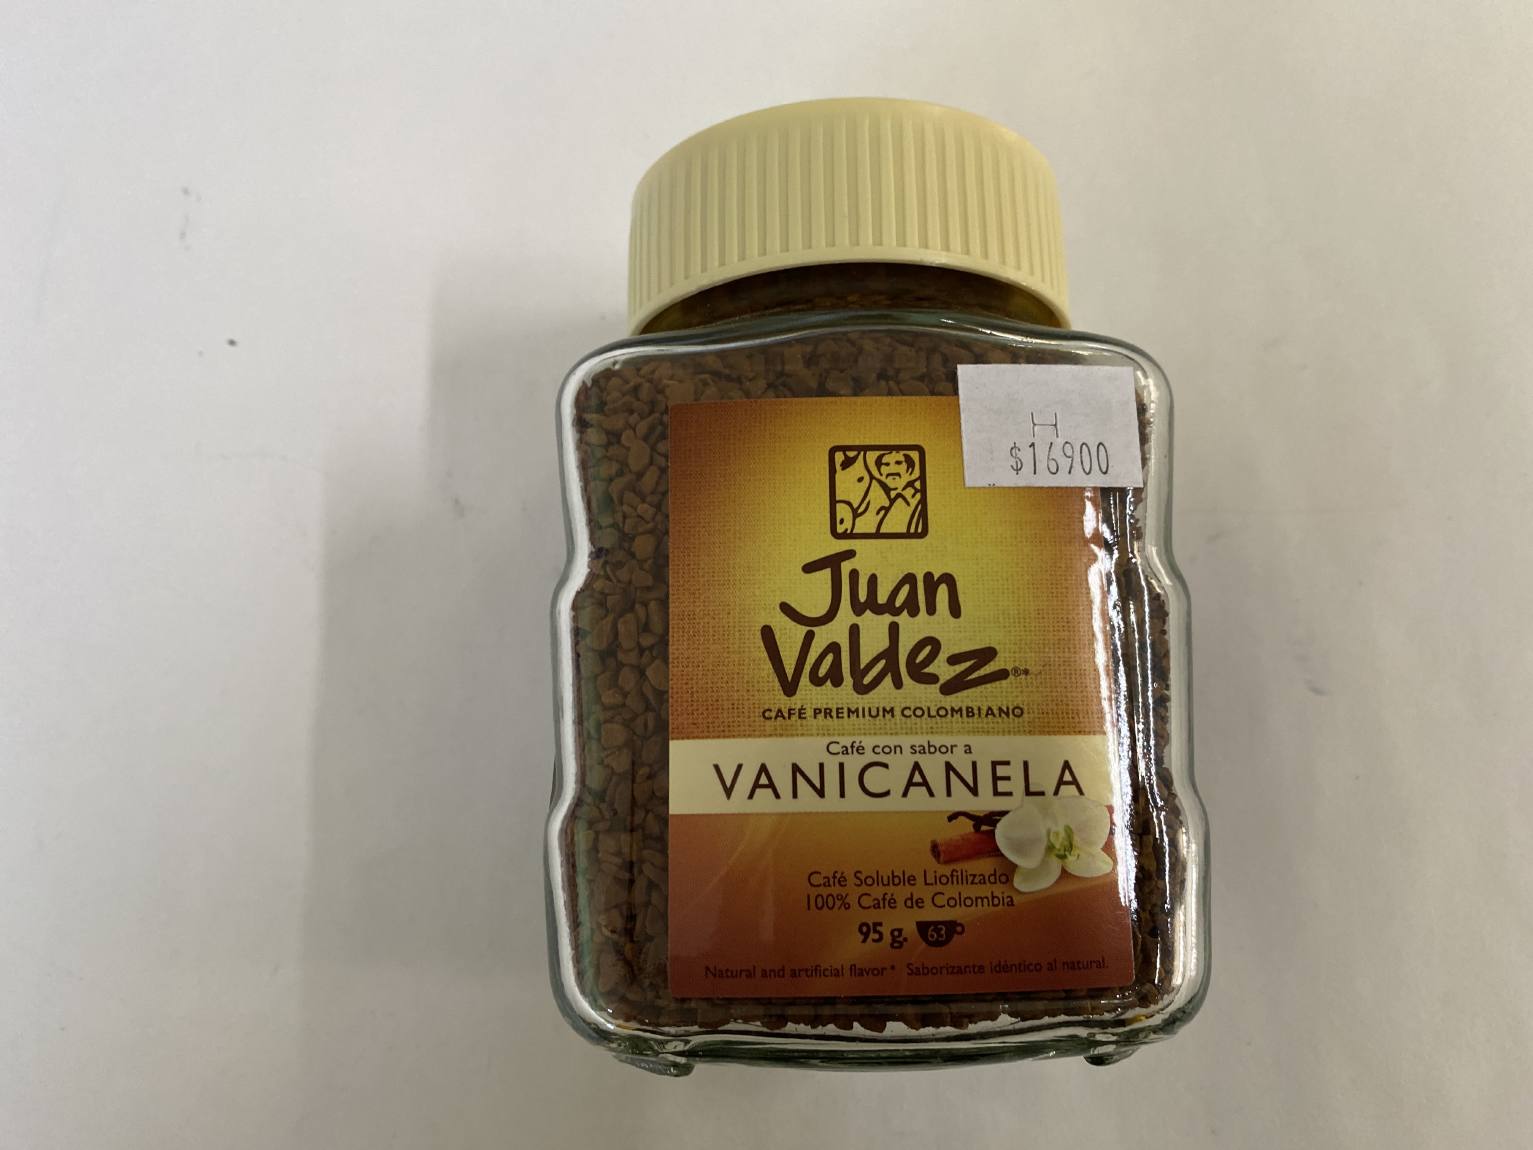 H
$16900
Juan
Valdez®*
CAFÉ PREMIUM COLOMBIANO
Café con sabor a
VANICANELA
Café Soluble Liofilizado
100% Café de Colombia
95 g. 63
Natural and artificial flavor* Saborizante idéntico al natural.